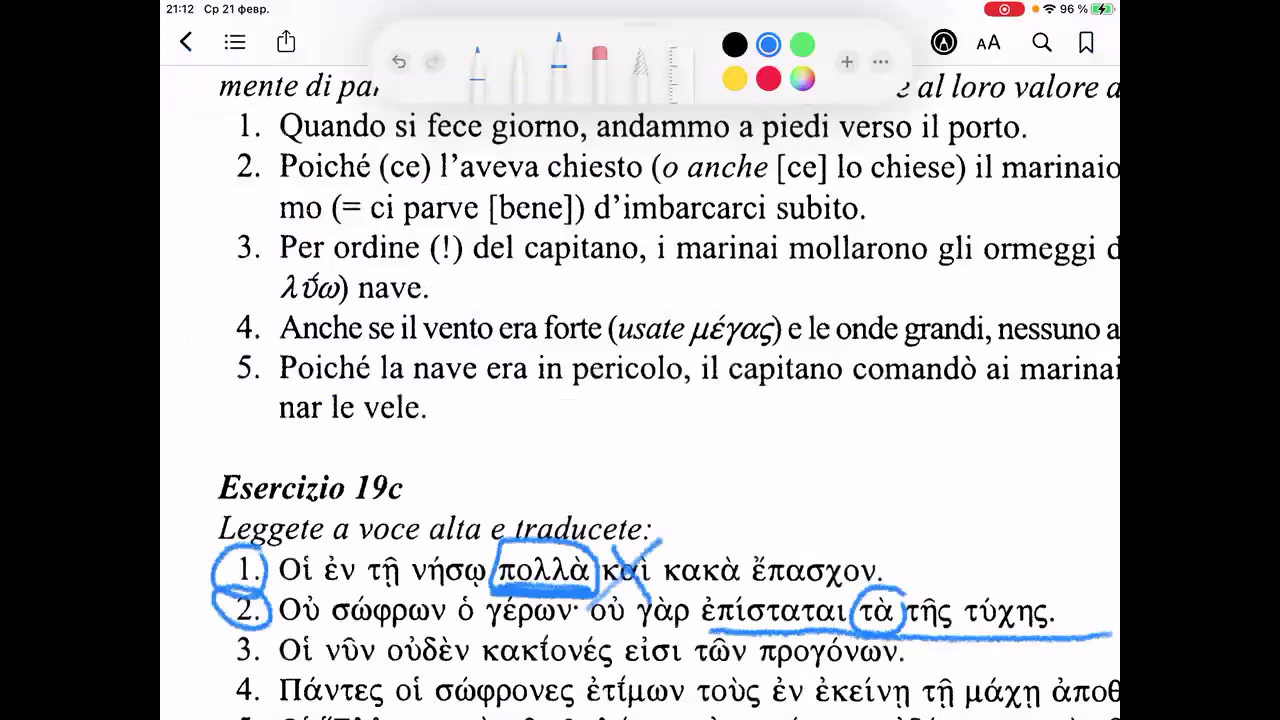 21:12 Ср 21 февр. 96 %
AA
mente di par e al loro valore a
1. Quando si fece giorno, andammo a piedi verso il porto.
2. Poiché (ce) l’aveva chiesto (o anche [ce] lo chiese) il marinaio
mo (= ci parve [bene]) d’imbarcarci subito.
3. Per ordine (!) del capitano, i marinai mollarono gli ormeggi d
λῡ́ω) nave.
4. Anche se il vento era forte (usate μέγας) e le onde grandi, nessuno a
5. Poiché la nave era in pericolo, il capitano comandò ai marinai
nar le vele.
Esercizio 19c
Leggete a voce alta e traducete:
1. Οἱ ἐν τῇ νήσῳ πολλὰ καὶ κακὰ ἔπασχον.
2. Οὐ σώφρων ὁ γέρων· οὐ γὰρ ἐπίσταται τὰ τῆς τύχης.
3. Οἱ νῦν οὐδὲν κακῑ́ονές εἰσι τῶν προγόνων.
4. Πάντες οἱ σώφρονες ἐτίμων τοὺς ἐν ἐκείνῃ τῇ μάχῃ ἀποθ